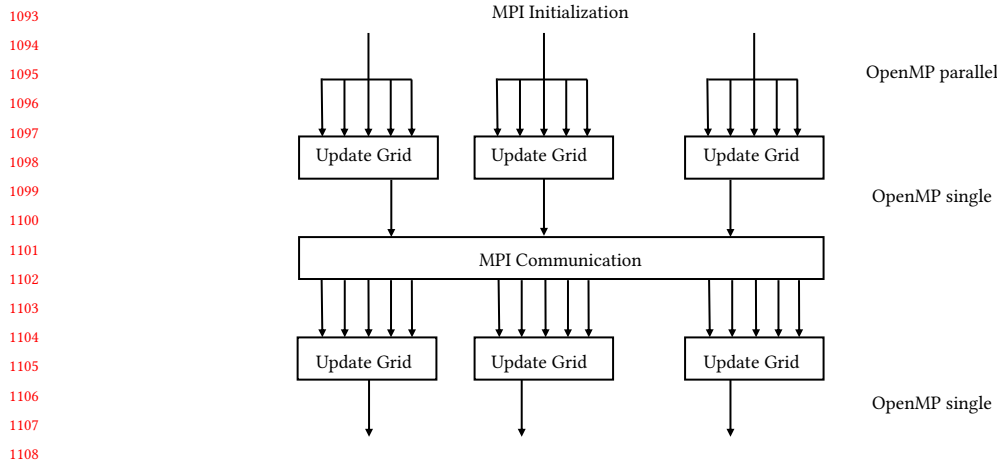 1093
MPI Initialization
1094
1095
OpenMP parallel
1096
1097
1098
Update Grid Update Grid Update Grid
1099
OpenMP single
1100
1101
MPI Communication
1102
1103
1104
1105
Update Grid Update Grid Update Grid
1106
OpenMP single
1107
1108